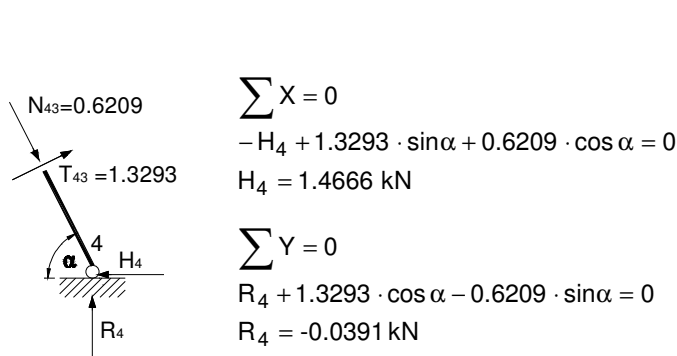 N₄₃=0.6209
T₄₃ =1.3293
4
α
H₄
R₄
∑ X = 0
− H₄ + 1.3293 · sinα + 0.6209 · cos α = 0
H₄ = 1.4666 kN
∑ Y = 0
R₄ + 1.3293 · cos α − 0.6209 · sinα = 0
R₄ = -0.0391 kN